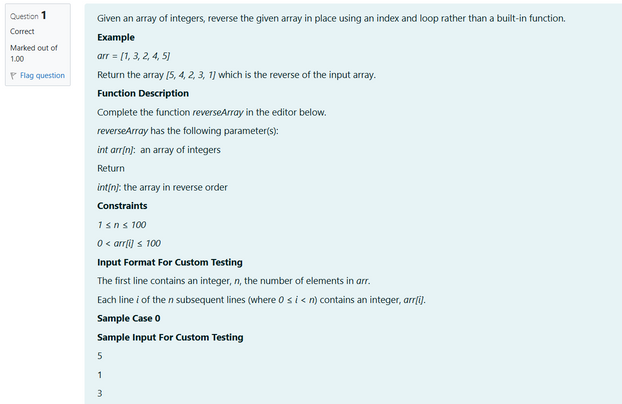 Question 1
Correct
Marked out of
1.00
Flag question
Given an array of integers, reverse the given array in place using an index and loop rather than a built-in function.
Example
arr = [1, 3, 2, 4, 5]
Return the array [5, 4, 2, 3, 1] which is the reverse of the input array.
Function Description
Complete the function reverseArray in the editor below.
reverseArray has the following parameter(s):
int arr[n]: an array of integers
Return
int[n]: the array in reverse order
Constraints
1 ≤ n ≤ 100
0 < arr[i] ≤ 100
Input Format For Custom Testing
The first line contains an integer, n, the number of elements in arr.
Each line i of the n subsequent lines (where 0 ≤ i < n) contains an integer, arr[i].
Sample Case 0
Sample Input For Custom Testing
5
1
3